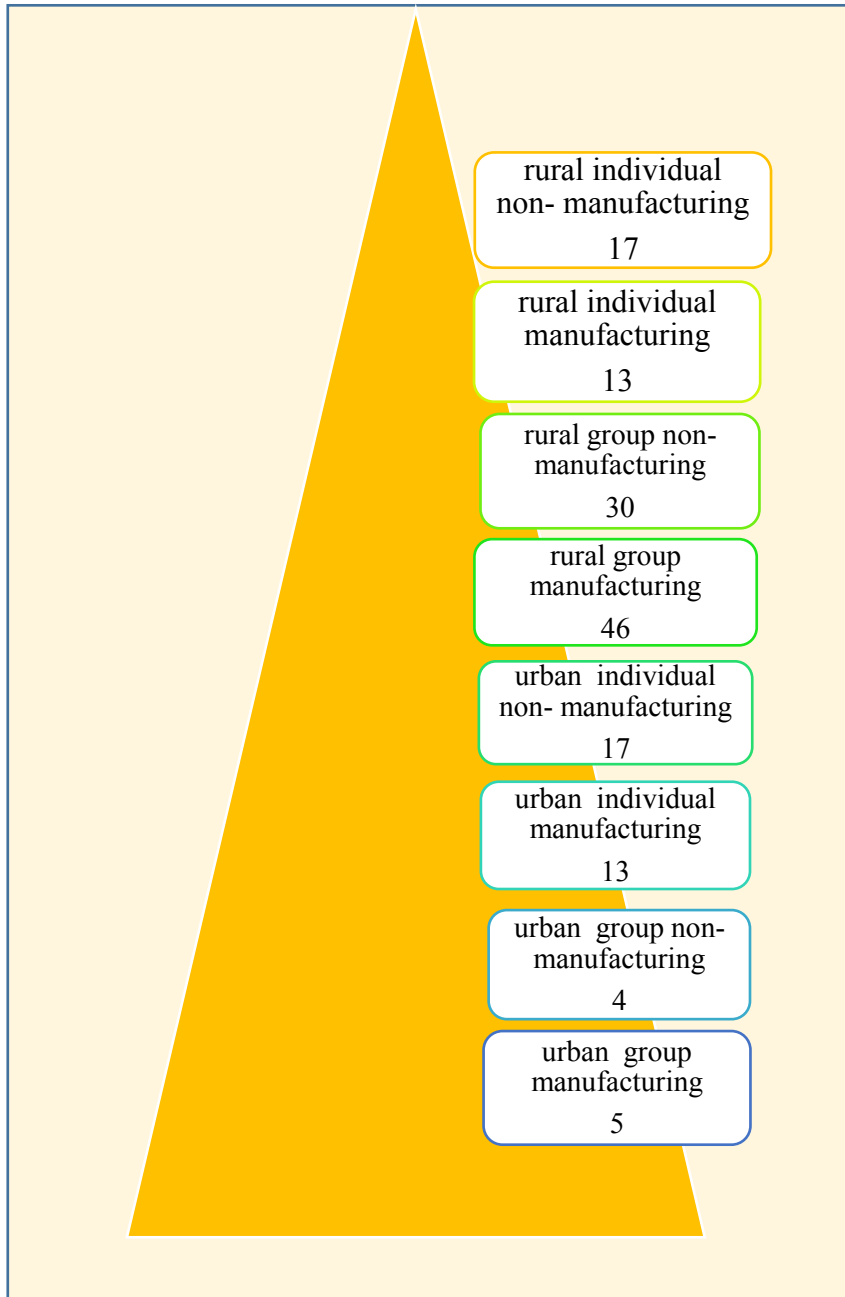 rural individual
non- manufacturing
17
rural individual
manufacturing
13
rural group non-
manufacturing
30
rural group
manufacturing
46
urban  individual
non- manufacturing
17
urban  individual
manufacturing
13
urban  group non-
manufacturing
4
urban  group
manufacturing
5